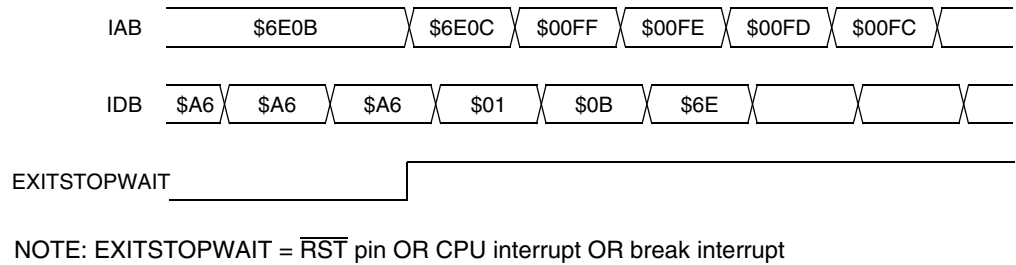 IAB $6E0B $6E0C $00FF $00FE $00FD $00FC
IDB $A6 $A6 $A6 $01 $0B $6E
EXITSTOPWAIT
NOTE: EXITSTOPWAIT = RST pin OR CPU interrupt OR break interrupt